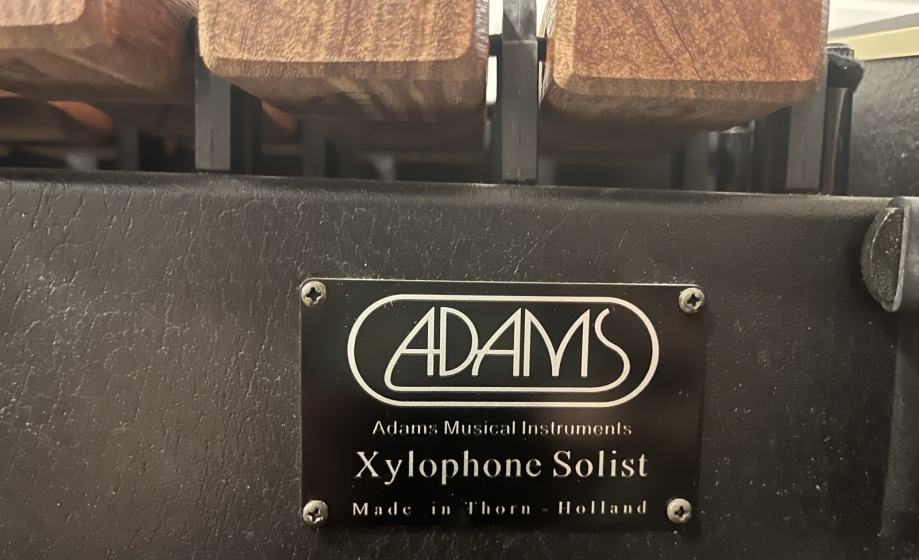 ADAMS
Adams Musical Instruments
Xylophone Solist
Made in Thorn - Holland